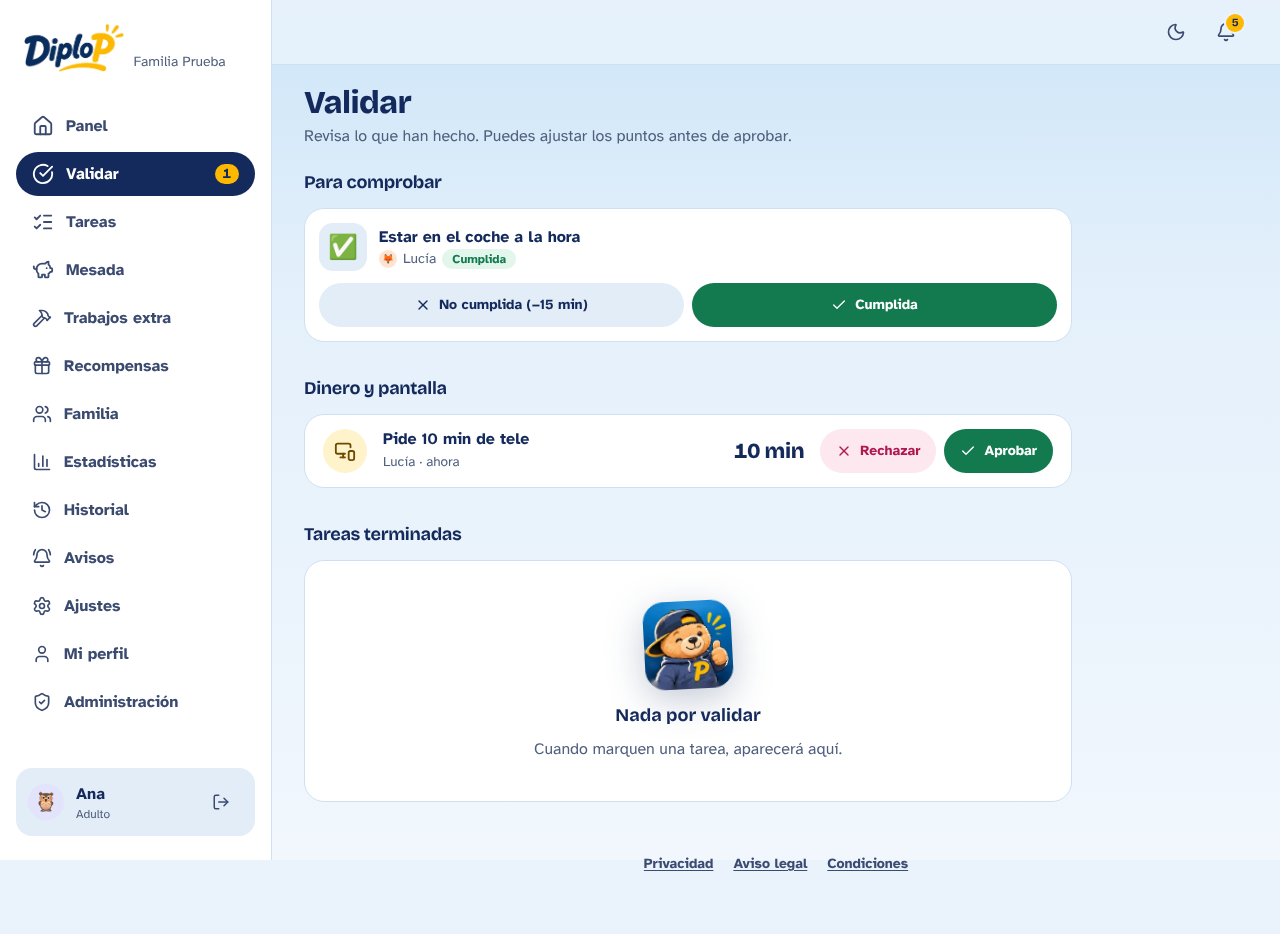 DiploP
Familia Prueba
5
Panel
Validar
1
Tareas
Mesada
Trabajos extra
Recompensas
Familia
Estadísticas
Historial
Avisos
Ajustes
Mi perfil
Administración
Ana
Adulto
Validar
Revisa lo que han hecho. Puedes ajustar los puntos antes de aprobar.
Para comprobar
Estar en el coche a la hora
Lucía Cumplida
No cumplida (−15 min)
Cumplida
Dinero y pantalla
Pide 10 min de tele
Lucía · ahora
10 min
Rechazar
Aprobar
Tareas terminadas
P
Nada por validar
Cuando marquen una tarea, aparecerá aquí.
Privacidad Aviso legal Condiciones